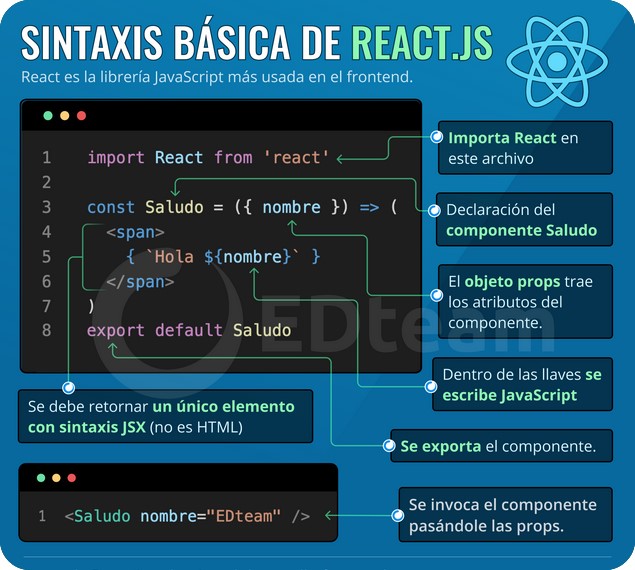 SINTAXIS BÁSICA DE REACT.JS
React es la librería JavaScript más usada en el frontend.
1 import React from 'react'
2
3 const Saludo = ({ nombre }) => (
4 <span>
5 { `Hola ${nombre}` }
6 </span>
7 )
8 export default Saludo
Importa React en
este archivo
Declaración del
componente Saludo
El objeto props trae
los atributos del
componente.
Dentro de las llaves se
escribe JavaScript
Se debe retornar un único elemento
con sintaxis JSX (no es HTML)
Se exporta el componente.
1 <Saludo nombre="EDteam" />
Se invoca el componente
pasándole las props.
EDteam